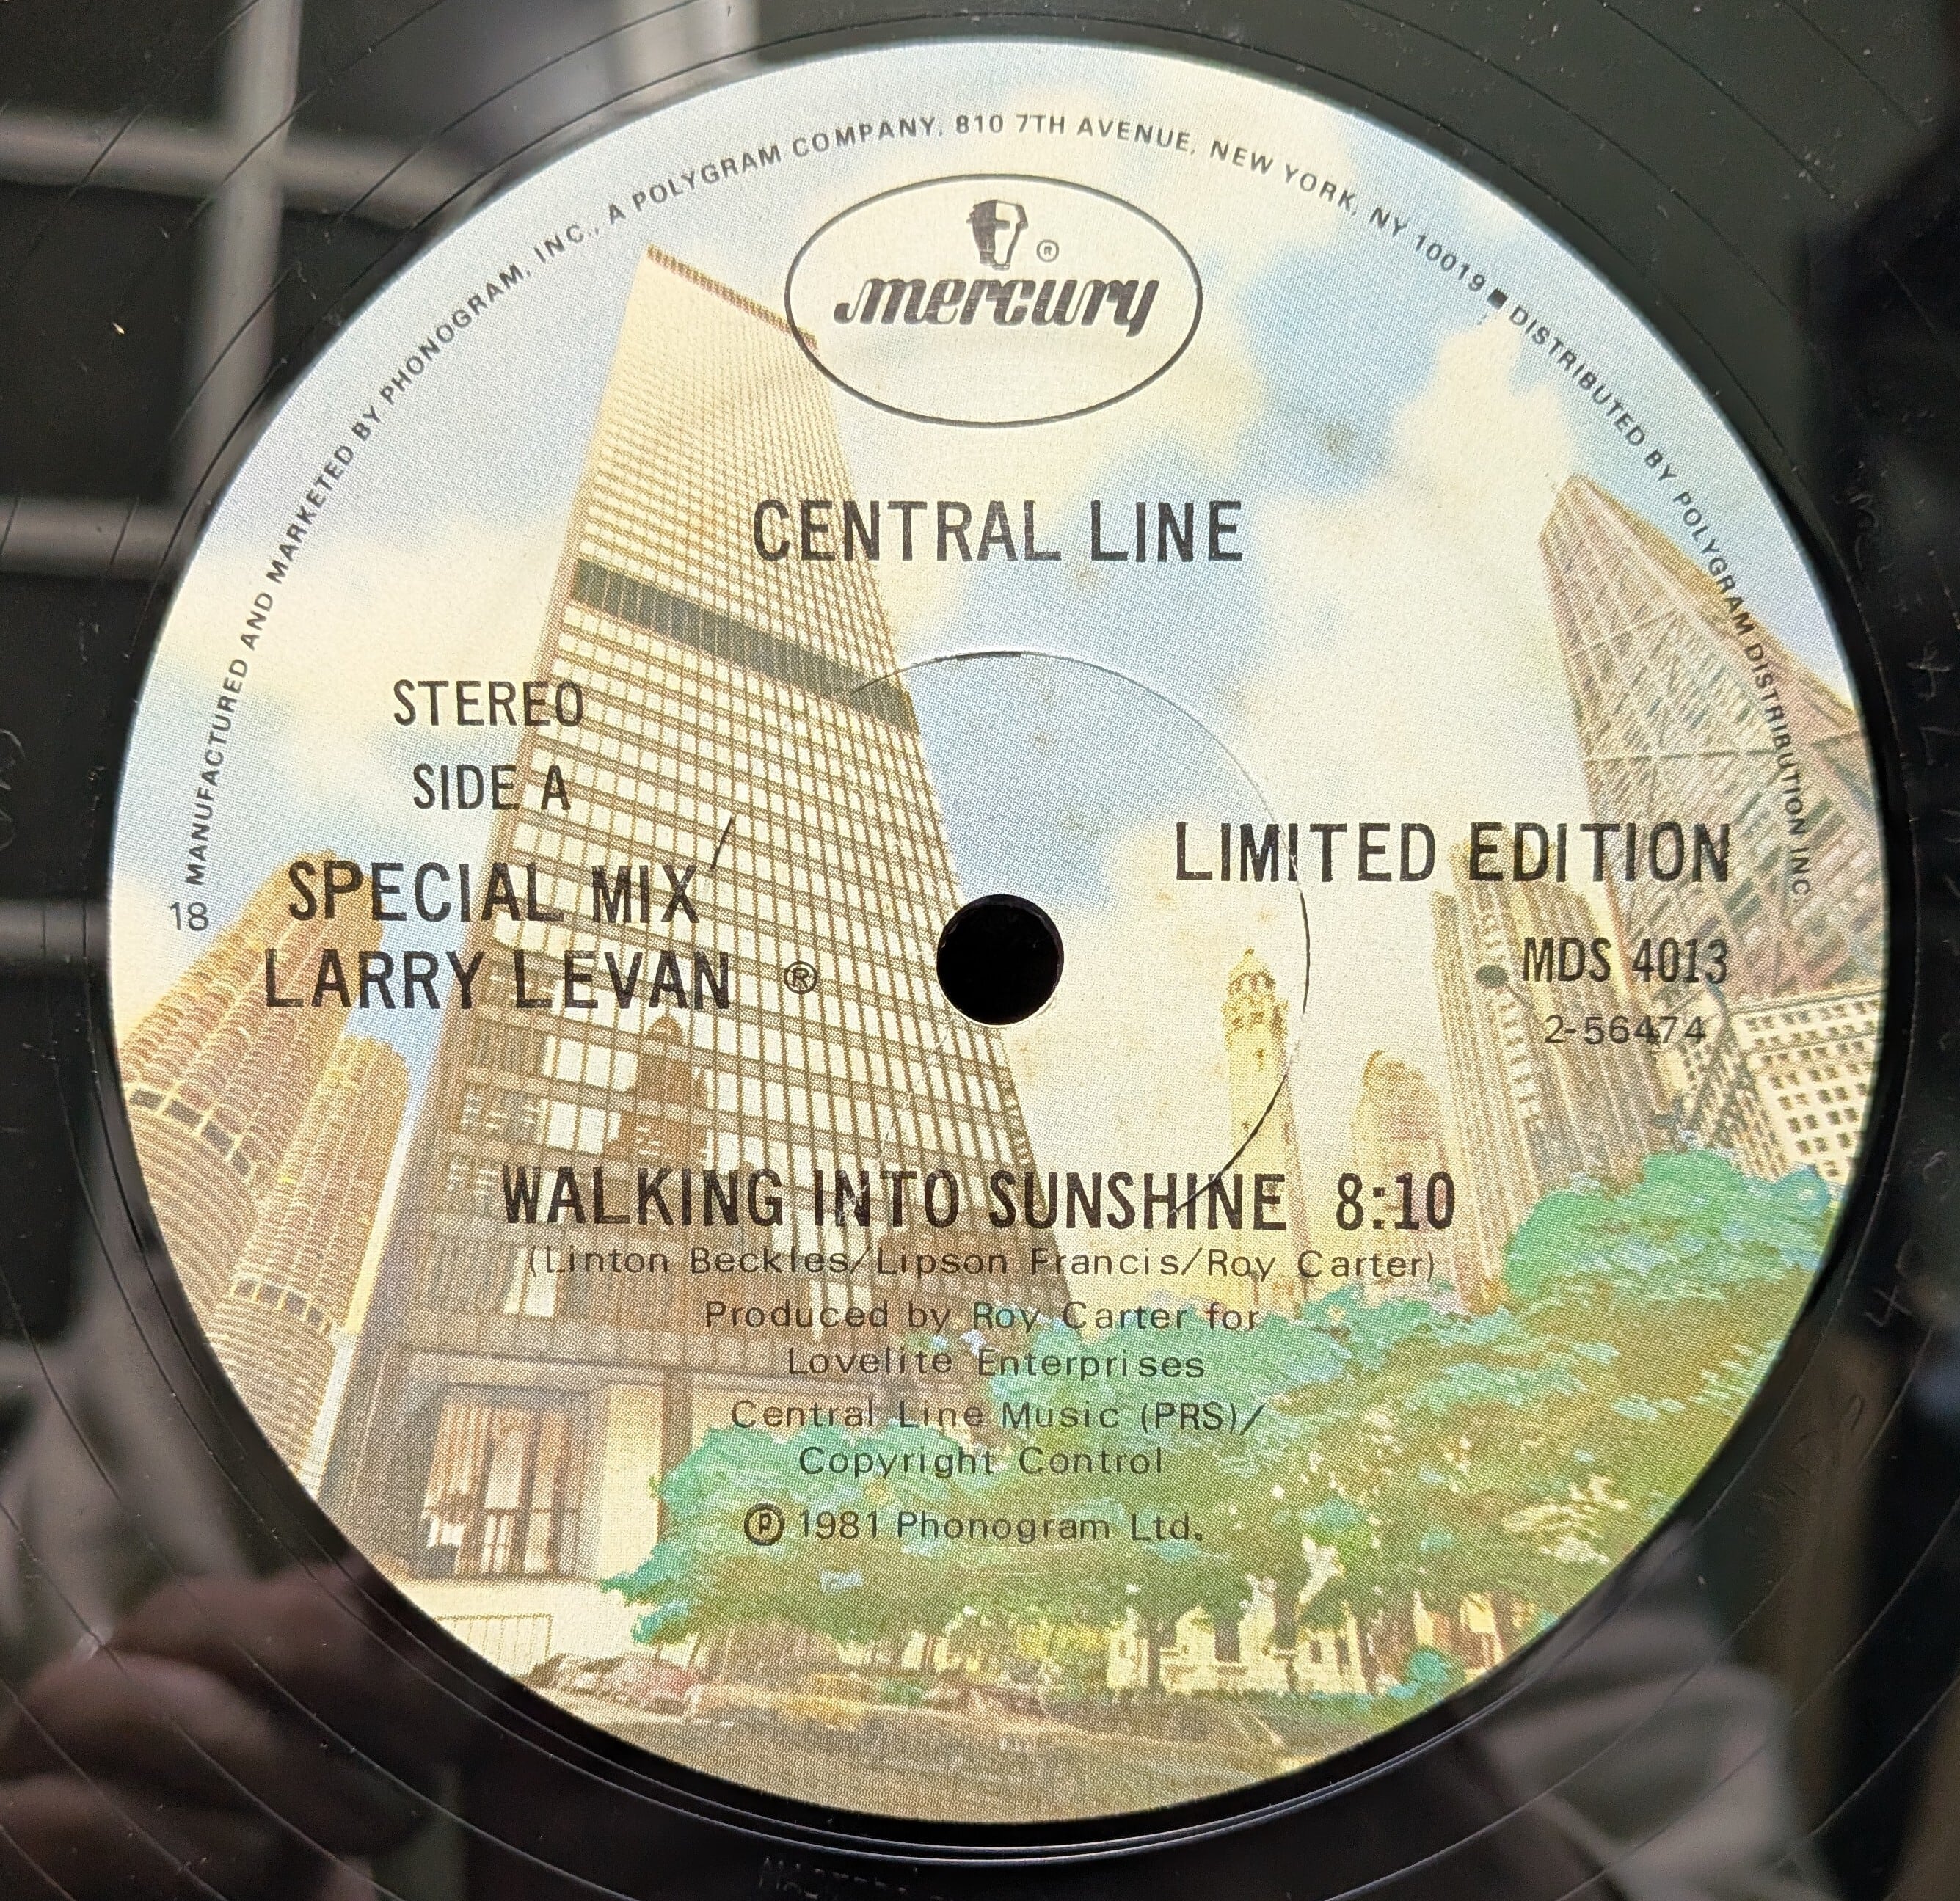 MANUFACTURED AND MARKETED BY PHONOGRAM, INC., A POLYGRAM COMPANY, 810 7TH AVENUE, NEW YORK, NY 10019 ■ DISTRIBUTED BY POLYGRAM DISTRIBUTION INC.
®
mercury
CENTRAL LINE
STEREO
SIDE A
SPECIAL MIX
LARRY LEVAN ®
18
LIMITED EDITION
MDS 4013
2-56474
WALKING INTO SUNSHINE 8:10
(Linton Beckles/Lipson Francis/Roy Carter)
Produced by Roy Carter for
Lovelite Enterprises
Central Line Music (PRS)/
Copyright Control
℗ 1981 Phonogram Ltd.